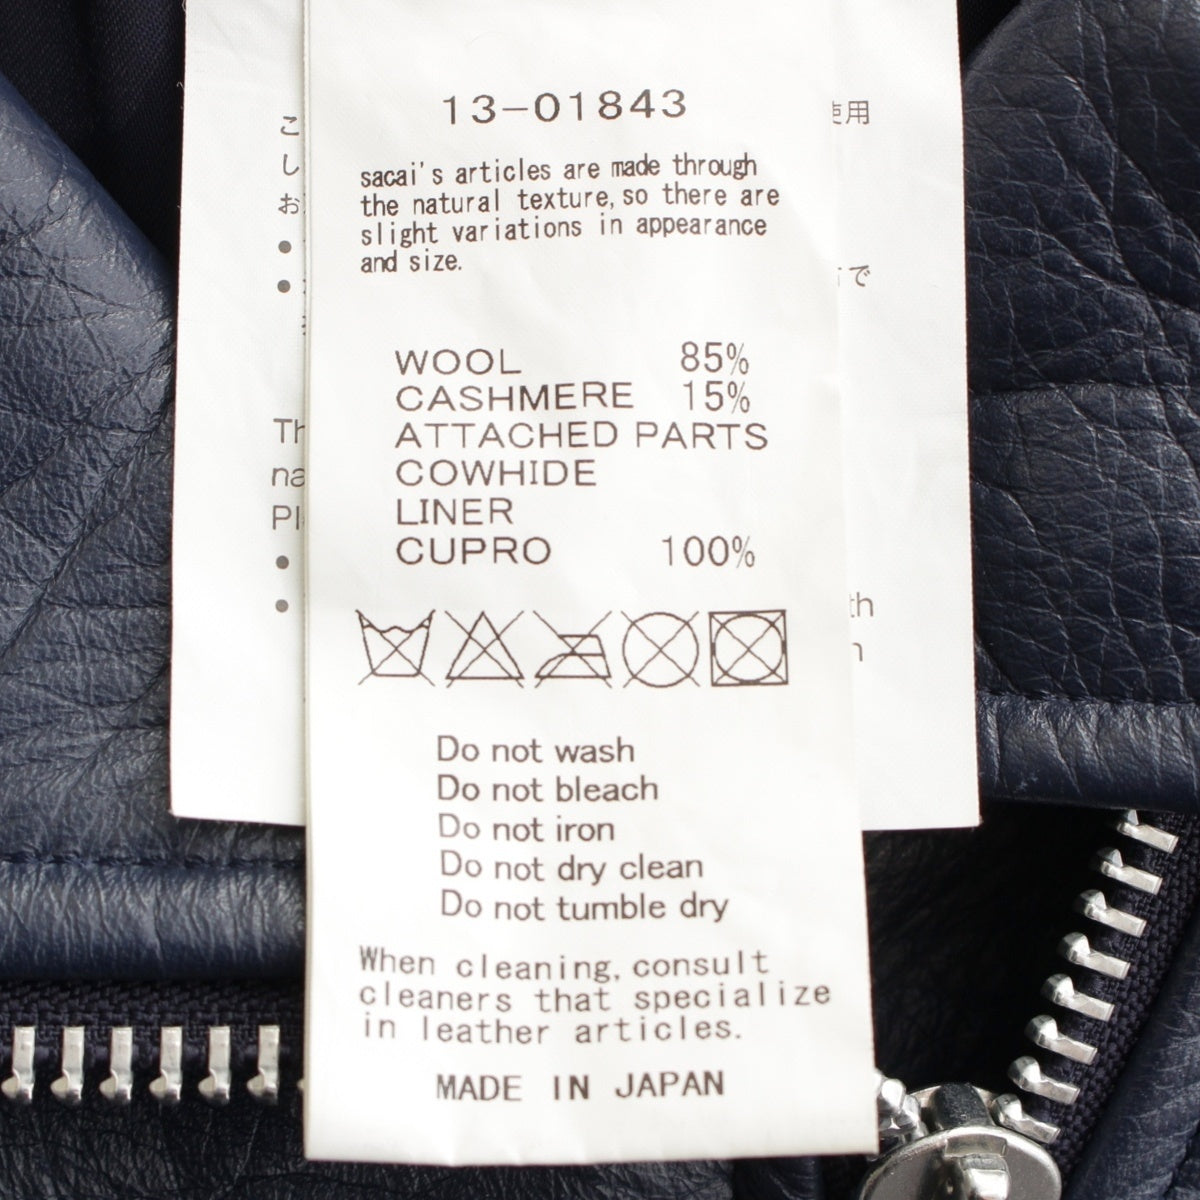 13-01843
sacai's articles are made through
the natural texture, so there are
slight variations in appearance
and size.
WOOL 85%
CASHMERE 15%
ATTACHED PARTS
COWHIDE
LINER
CUPRO 100%
Do not wash
Do not bleach
Do not iron
Do not dry clean
Do not tumble dry
When cleaning, consult
cleaners that specialize
in leather articles.
MADE IN JAPAN